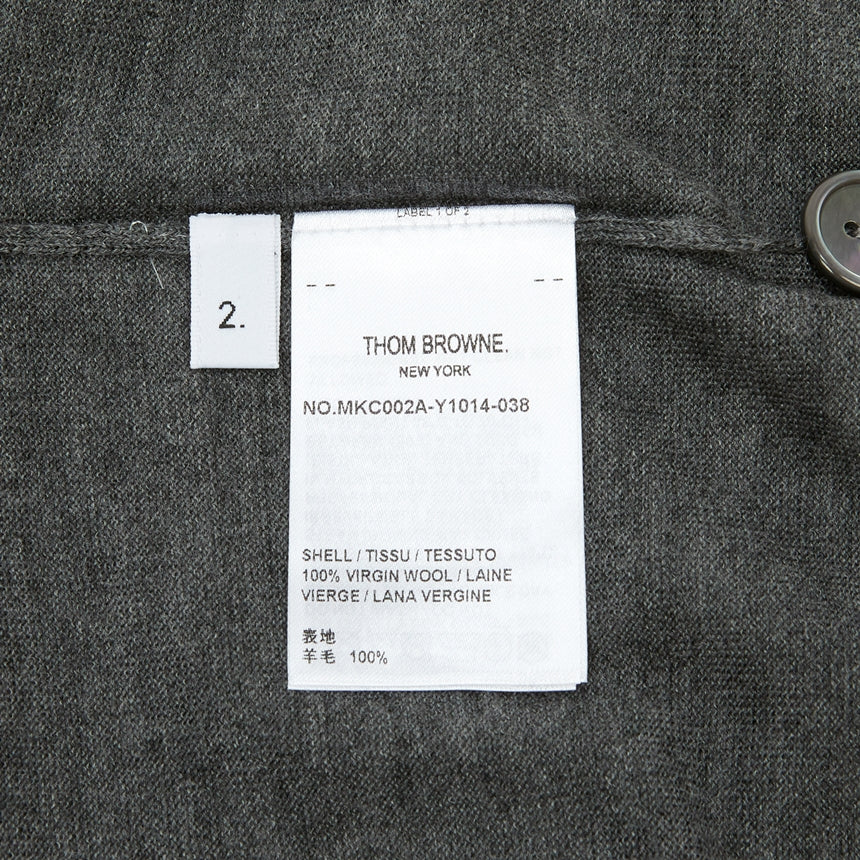 LABEL 1 OF 2
2.
THOM BROWNE.
NEW YORK
NO.MKC002A-Y1014-038
SHELL / TISSU / TESSUTO
100% VIRGIN WOOL / LAINE
VIERGE / LANA VERGINE
表地
羊毛 100%